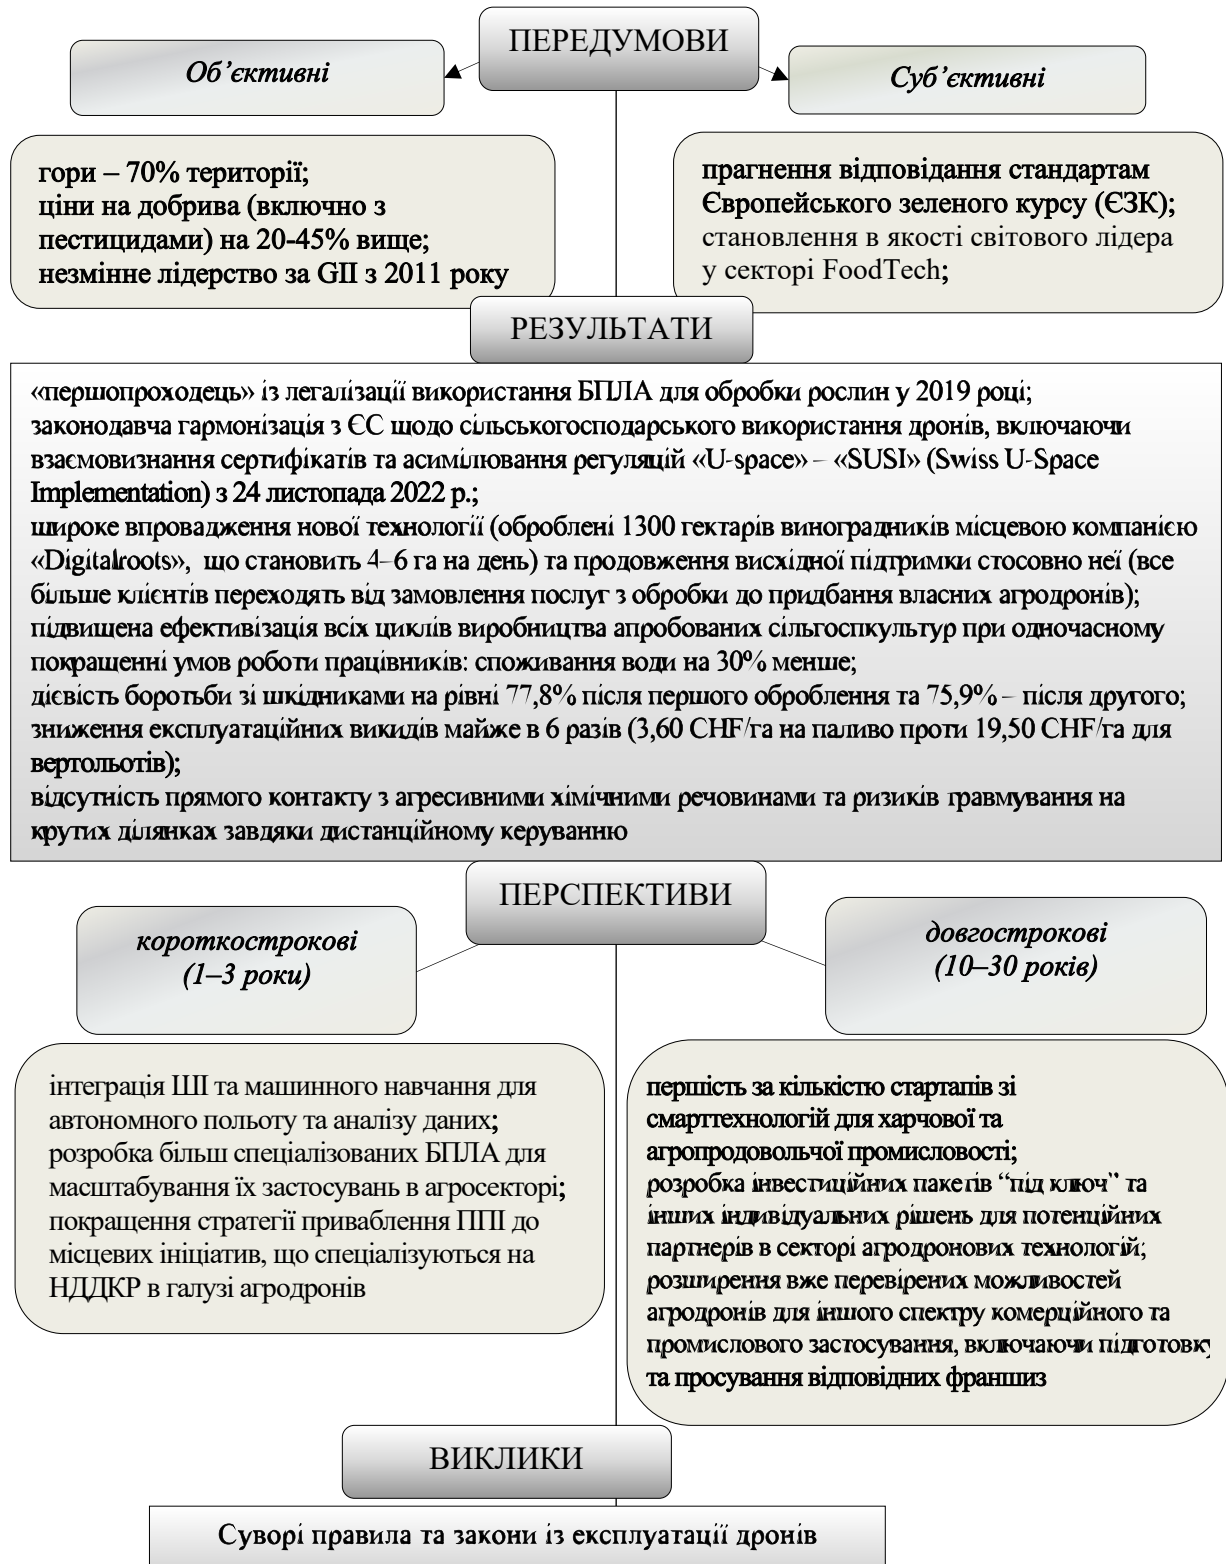 ПЕРЕДУМОВИ
Об’єктивні
Суб’єктивні
гори – 70% території;
ціни на добрива (включно з
пестицидами) на 20-45% вище;
незмінне лідерство за GII з 2011 року
прагнення відповідання стандартам
Європейського зеленого курсу (ЄЗК);
становлення в якості світового лідера
у секторі FoodTech;
РЕЗУЛЬТАТИ
«першопроходець» із легалізації використання БПЛА для обробки рослин у 2019 році;
законодавча гармонізація з ЄС щодо сільськогосподарського використання дронів, включаючи
взаємовизнання сертифікатів та асимілювання регуляцій «U-space» – «SUSI» (Swiss U-Space
Implementation) з 24 листопада 2022 р.;
широке впровадження нової технології (оброблені 1300 гектарів виноградників місцевою компанією
«Digitalroots», що становить 4–6 га на день) та продовження висхідної підтримки стосовно неї (все
більше клієнтів переходять від замовлення послуг з обробки до придбання власних агродронів);
підвищена ефективізація всіх циклів виробництва апробованих сільгоспкультур при одночасному
покращенні умов роботи працівників: споживання води на 30% менше;
дієвість боротьби зі шкідниками на рівні 77,8% після першого оброблення та 75,9% – після другого;
зниження експлуатаційних викидів майже в 6 разів (3,60 CHF/га на паливо проти 19,50 CHF/га для
вертольотів);
відсутність прямого контакту з агресивними хімічними речовинами та ризиків травмування на
крутих ділянках завдяки дистанційному керуванню
ПЕРСПЕКТИВИ
короткострокові
(1–3 роки)
довгострокові
(10–30 років)
інтеграція ШІ та машинного навчання для
автономного польоту та аналізу даних;
розробка більш спеціалізованих БПЛА для
масштабування їх застосувань в агросекторі;
покращення стратегії приваблення ППІ до
місцевих ініціатив, що спеціалізуються на
НДДКР в галузі агродронів
першість за кількістю стартапів зі
смарттехнологій для харчової та
агропродовольчої промисловості;
розробка інвестиційних пакетів “під ключ” та
інших індивідуальних рішень для потенційних
партнерів в секторі агродронових технологій;
розширення вже перевірених можливостей
агродронів для іншого спектру комерційного та
промислового застосування, включаючи підготовку
та просування відповідних франшиз
ВИКЛИКИ
Суворі правила та закони із експлуатації дронів